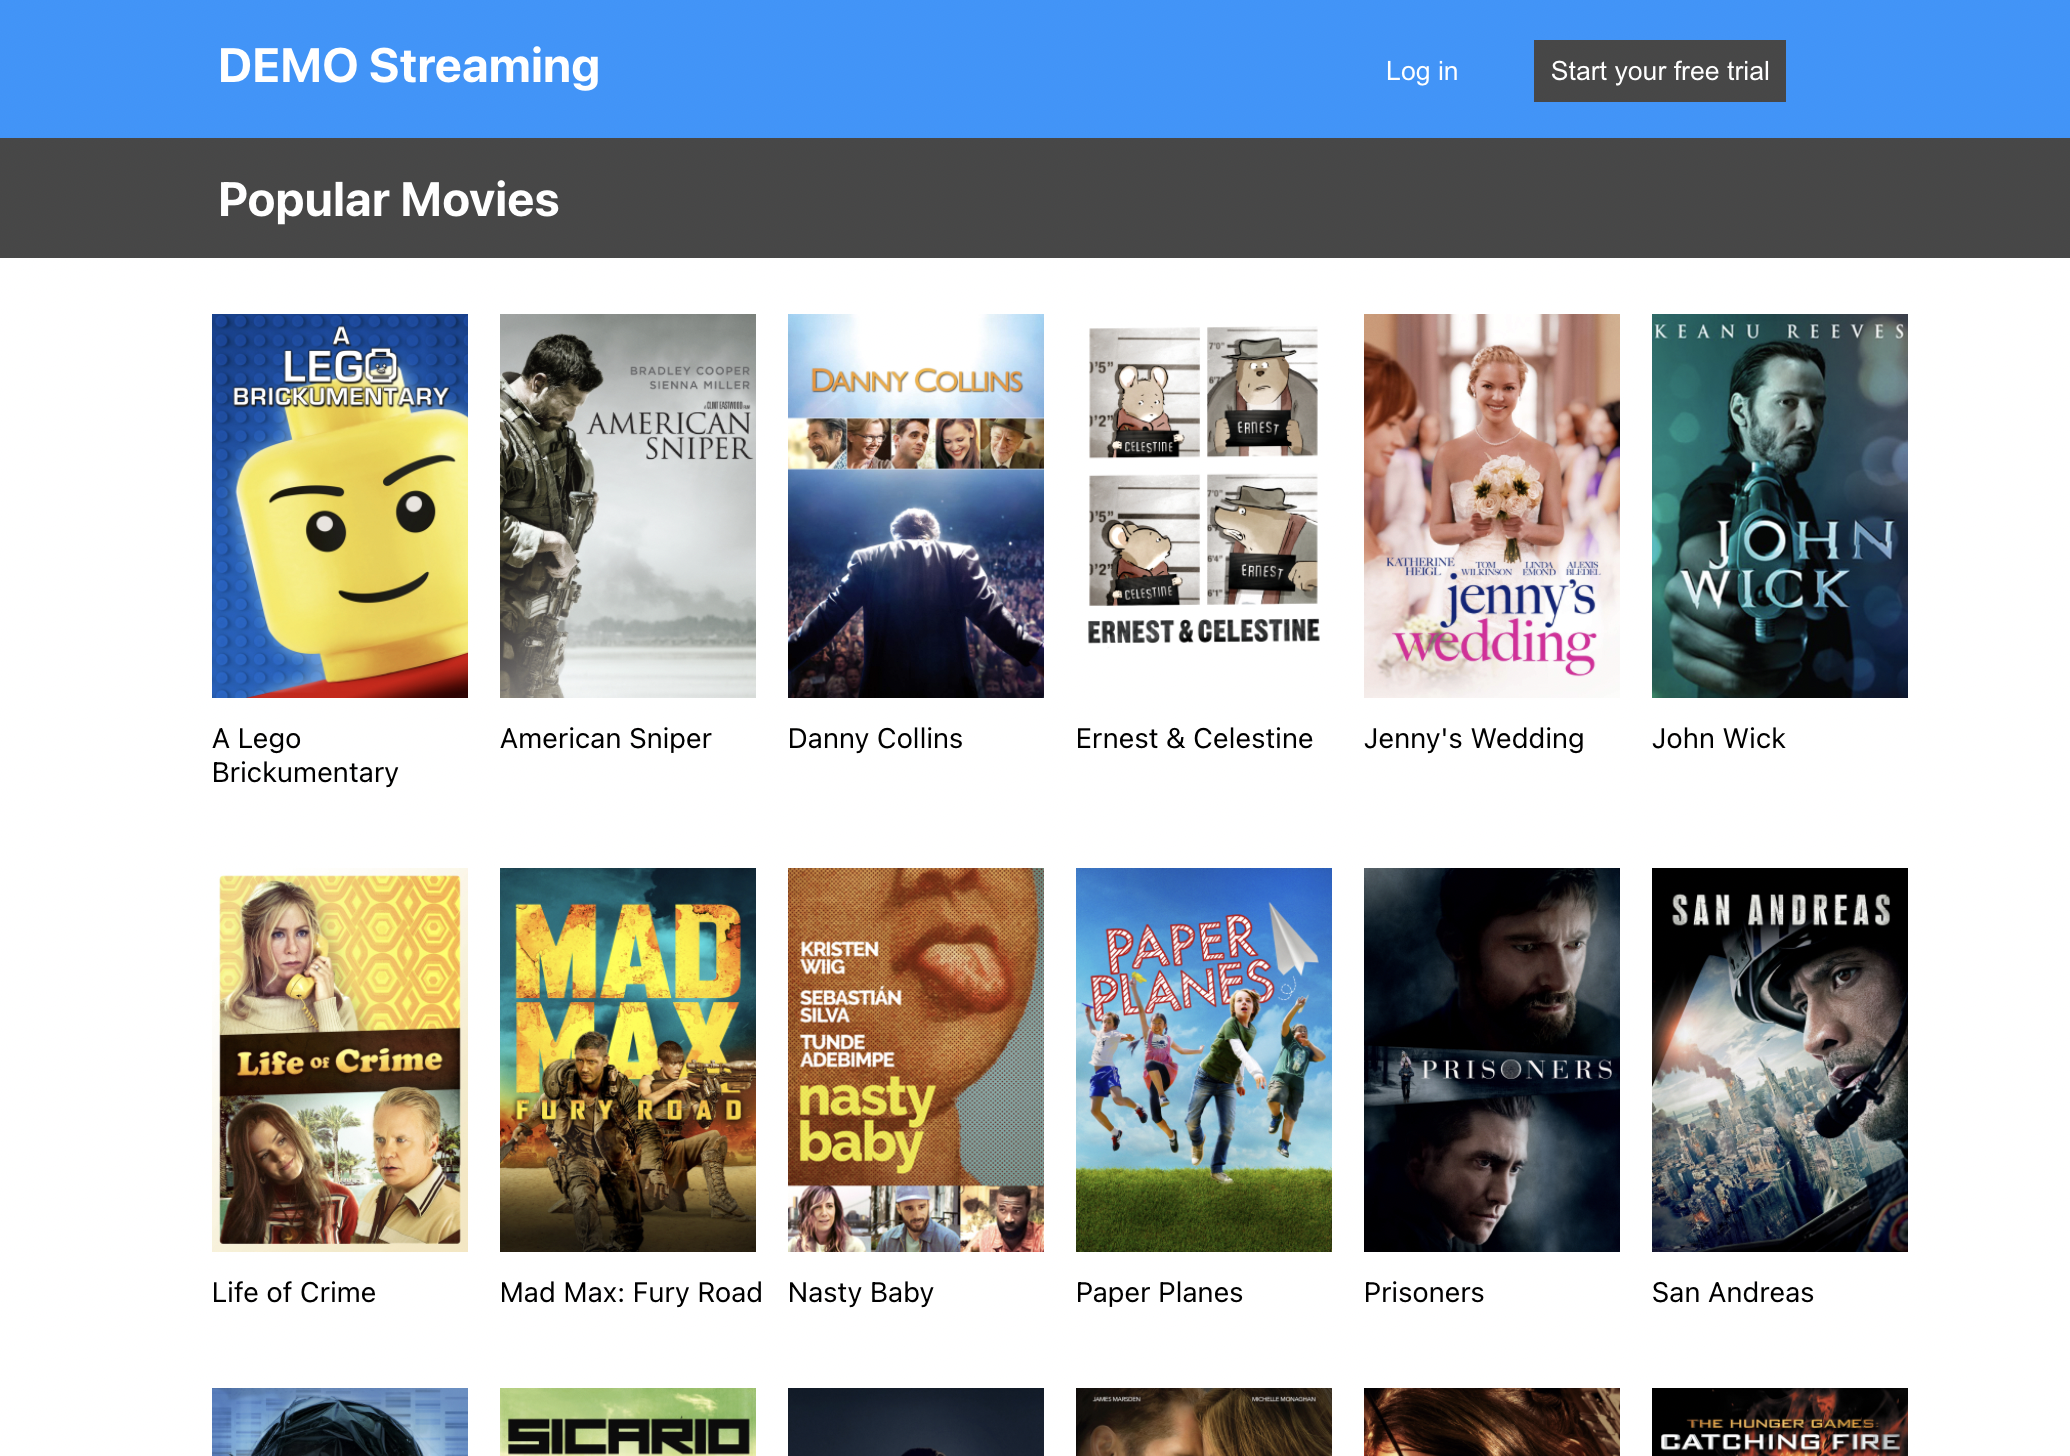 DEMO Streaming
Log in
Start your free trial
Popular Movies
A
LEGO
BRICKUMENTARY
BRADLEY COOPER
SIENNA MILLER
AMERICAN
SNIPER
DANNY COLLINS
CELESTINE
ERNEST
CELESTINE
ERNEST
ERNEST & CELESTINE
KATHERINE HEIGL
TOM WILKINSON
LINDA EMOND
ALEXIS BLEDEL
jenny's
wedding
KEANU REEVES
JOHN
WICK
A Lego
Brickumentary
American Sniper
Danny Collins
Ernest & Celestine
Jenny's Wedding
John Wick
Life of Crime
MAD
MAX
FURY ROAD
KRISTEN
WIIG
SEBASTIÁN
SILVA
TUNDE
ADEBIMPE
nasty
baby
PAPER
PLANES
PRISONERS
SAN ANDREAS
Life of Crime
Mad Max: Fury Road
Nasty Baby
Paper Planes
Prisoners
San Andreas
SICARIO
JAMES MARSDEN
MICHELLE MONAGHAN
THE HUNGER GAMES:
CATCHING FIRE